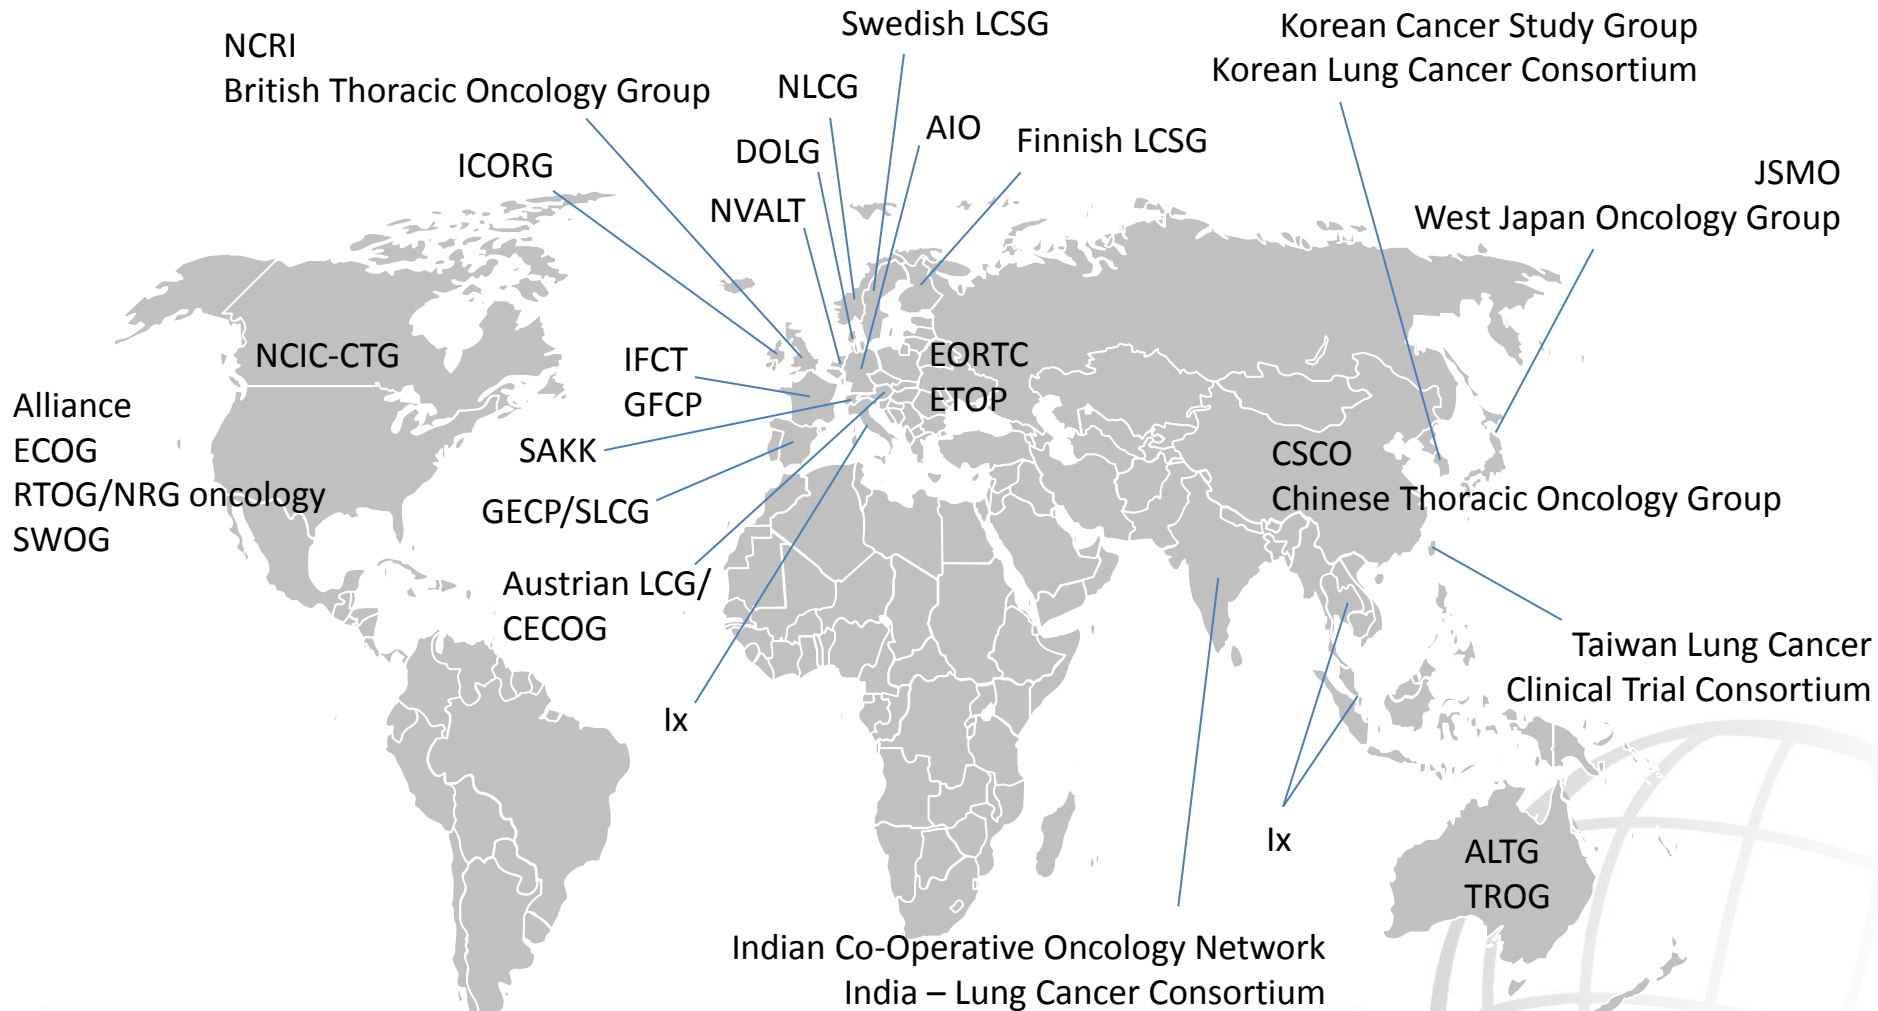 Swedish LCSG
Korean Cancer Study Group
Korean Lung Cancer Consortium
NCRI
British Thoracic Oncology Group
NLCG
AIO
Finnish LCSG
DOLG
ICORG
JSMO
West Japan Oncology Group
NVALT
NCIC-CTG
IFCT
GFCP
EORTC
ETOP
Alliance
ECOG
RTOG/NRG oncology
SWOG
SAKK
CSCO
Chinese Thoracic Oncology Group
GECP/SLCG
Austrian LCG/
CECOG
Taiwan Lung Cancer
Clinical Trial Consortium
Ix
Ix
ALTG
TROG
Indian Co-Operative Oncology Network
India – Lung Cancer Consortium